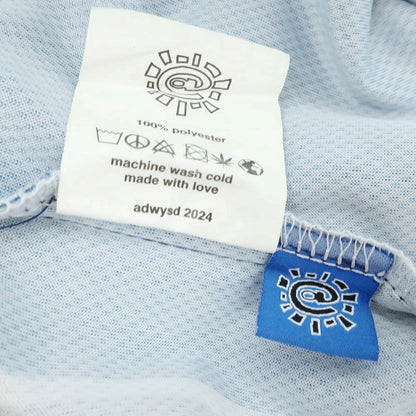 @
100% polyester
machine wash cold
made with love
adwysd 2024
@